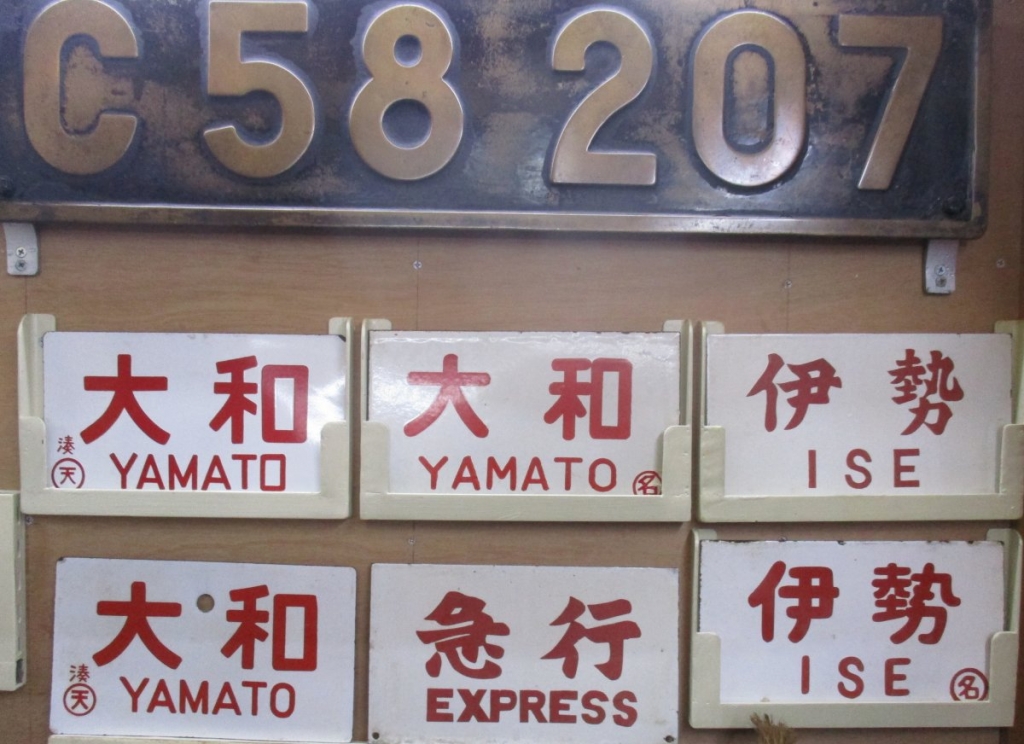 C58 207
大和
湊
天 YAMATO
大和
YAMATO 名
伊勢
ISE
大和
湊
天 YAMATO
急行
EXPRESS
伊勢
ISE 名